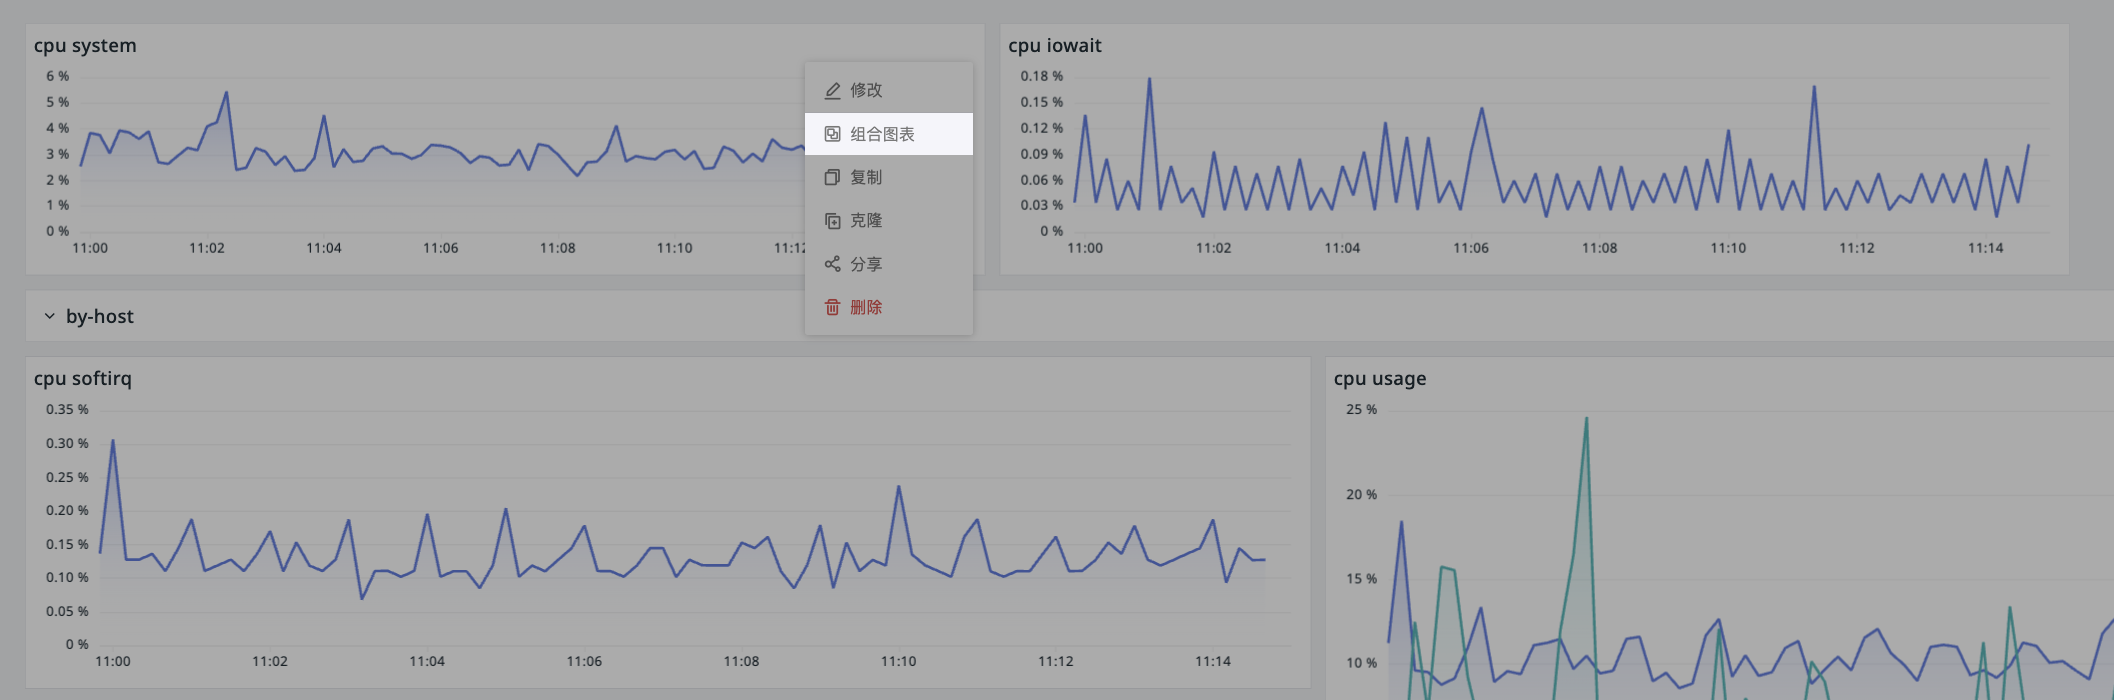 cpu system
6 %
5 %
4 %
3 %
2 %
1 %
0 %
11:00 11:02 11:04 11:06 11:08 11:10 11:12
修改
组合图表
复制
克隆
分享
删除
cpu iowait
0.18 %
0.15 %
0.12 %
0.09 %
0.06 %
0.03 %
0 %
11:00 11:02 11:04 11:06 11:08 11:10 11:12 11:14
by-host
cpu softirq
0.35 %
0.30 %
0.25 %
0.20 %
0.15 %
0.10 %
0.05 %
0 %
11:00 11:02 11:04 11:06 11:08 11:10 11:12 11:14
cpu usage
25 %
20 %
15 %
10 %